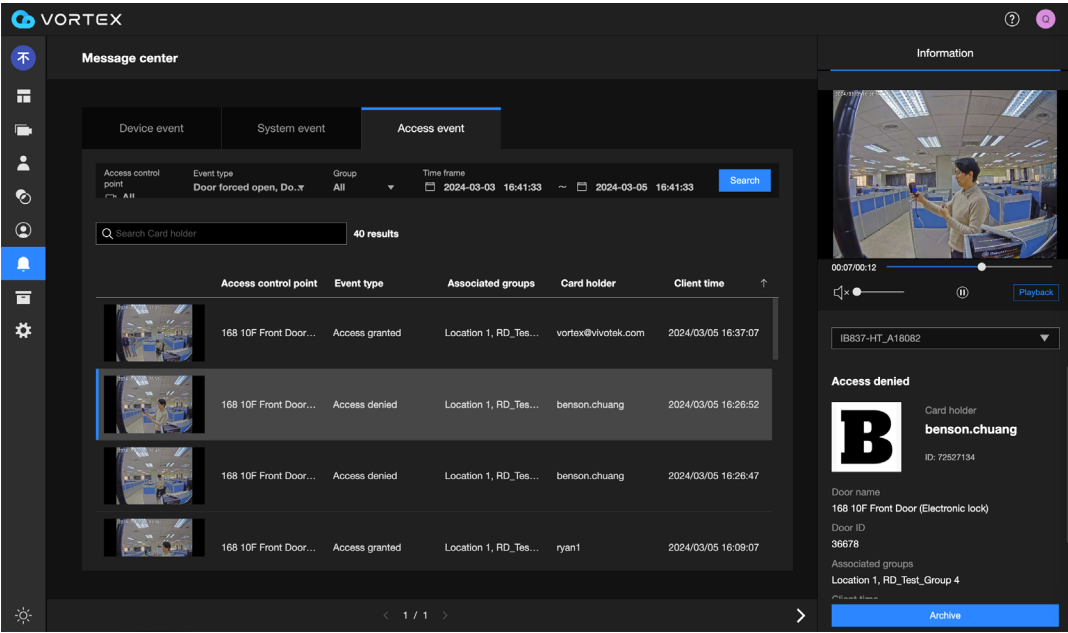 VORTEX
?
Q
不
Message center
Information
Device event
System event
Access event
Access control point
All
Event type
Door forced open, Do..
Group
All
Time frame
2024-03-03 16:41:33 ~ 2024-03-05 16:41:33
Search
Search Card holder
40 results
Access control point Event type Associated groups Card holder Client time
168 10F Front Door... Access granted Location 1, RD_Tes... vortex@vivotek.com 2024/03/05 16:37:07
168 10F Front Door... Access denied Location 1, RD_Tes... benson.chuang 2024/03/05 16:26:52
168 10F Front Door... Access denied Location 1, RD_Tes... benson.chuang 2024/03/05 16:26:47
168 10F Front Door... Access granted Location 1, RD_Tes... ryan1 2024/03/05 16:09:07
< 1 / 1 >
00:07/00:12
Playback
IB837-HT_A18082
Access denied
B
Card holder
benson.chuang
ID: 72527134
Door name
168 10F Front Door (Electronic lock)
Door ID
36678
Associated groups
Location 1, RD_Test_Group 4
Client time
Archive